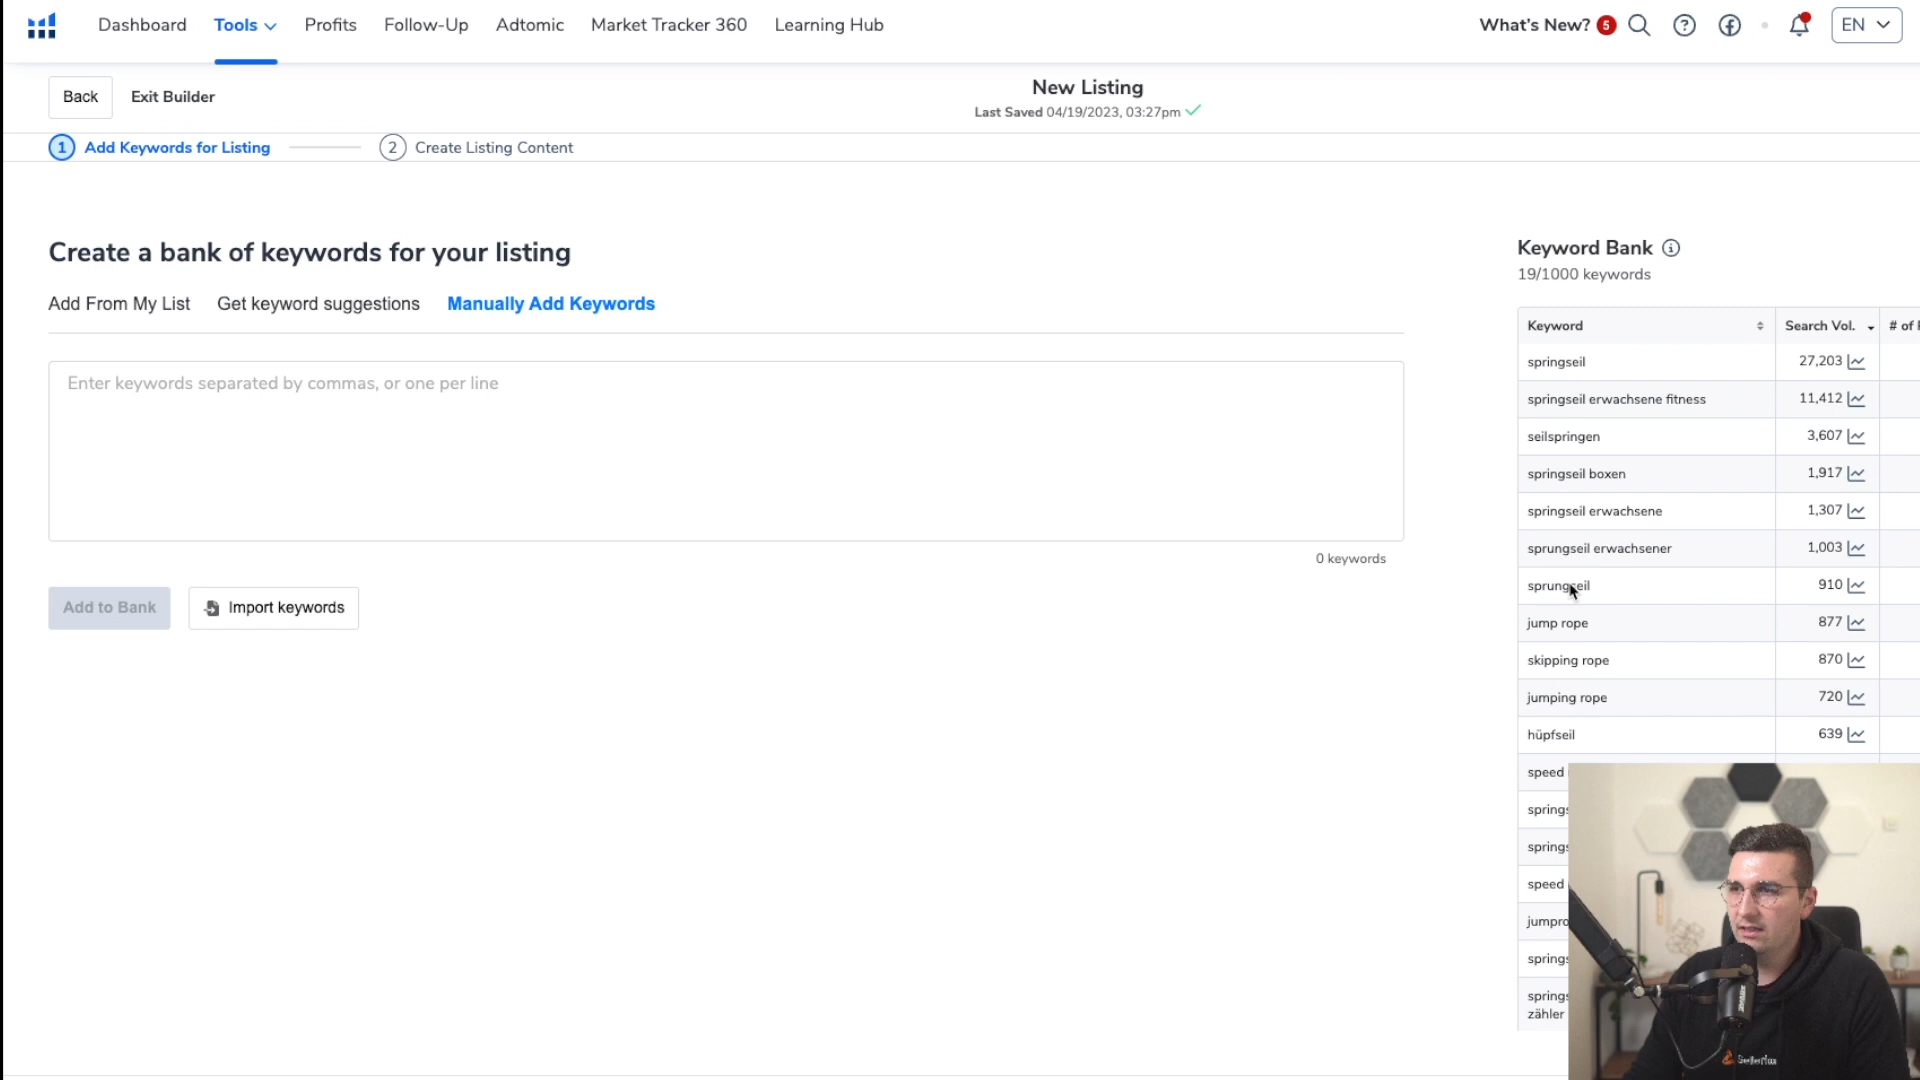 Dashboard Tools Profits Follow-Up Adtomic Market Tracker 360 Learning Hub What's New? 5 EN
Back Exit Builder
New Listing
Last Saved 04/19/2023, 03:27pm
1 Add Keywords for Listing 2 Create Listing Content
Create a bank of keywords for your listing
Add From My List Get keyword suggestions Manually Add Keywords
Enter keywords separated by commas, or one per line
0 keywords
Add to Bank Import keywords
Keyword Bank
19/1000 keywords
Keyword Search Vol. # of
springseil 27,203
springseil erwachsene fitness 11,412
seilspringen 3,607
springseil boxen 1,917
springseil erwachsene 1,307
sprungseil erwachsener 1,003
sprungseil 910
jump rope 877
skipping rope 870
jumping rope 720
hüpfseil 639
speed
springs
springs
speed
jumpro
springs
springs
zähler